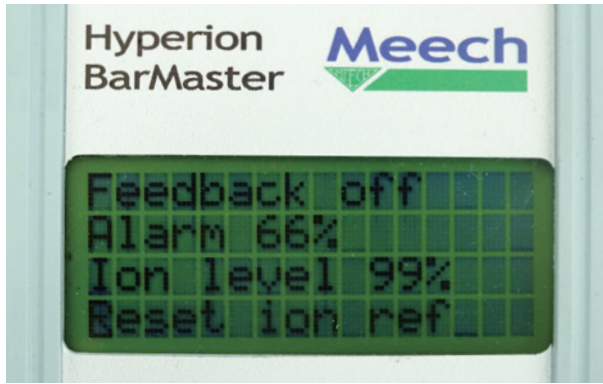 Hyperion
BarMaster
Meech
MEECH
Feedback off
Alarm 66%
Ion level 99%
Reset ion ref_